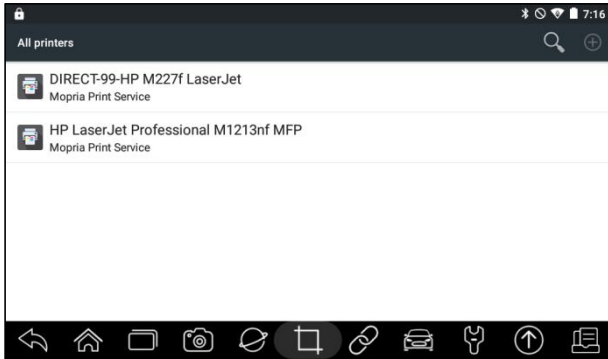 7:16
All printers
DIRECT-99-HP M227f LaserJet
Mopria Print Service
HP LaserJet Professional M1213nf MFP
Mopria Print Service